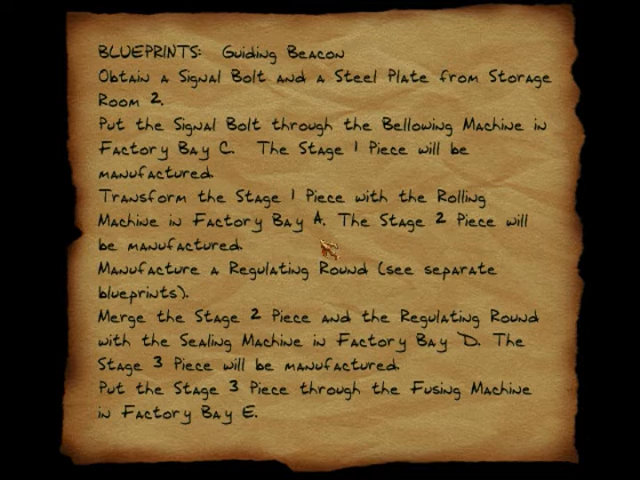 BLUEPRINTS: Guiding Beacon
Obtain a Signal Bolt and a Steel Plate from Storage
Room 2.
Put the Signal Bolt through the Bellowing Machine in
Factory Bay C. The Stage 1 Piece will be
manufactured.
Transform the Stage 1 Piece with the Rolling
Machine in Factory Bay A. The Stage 2 Piece will
be manufactured.
Manufacture a Regulating Round (see separate
blueprints).
Merge the Stage 2 Piece and the Regulating Round
with the Sealing Machine in Factory Bay D. The
Stage 3 Piece will be manufactured.
Put the Stage 3 Piece through the Fusing Machine
in Factory Bay E.